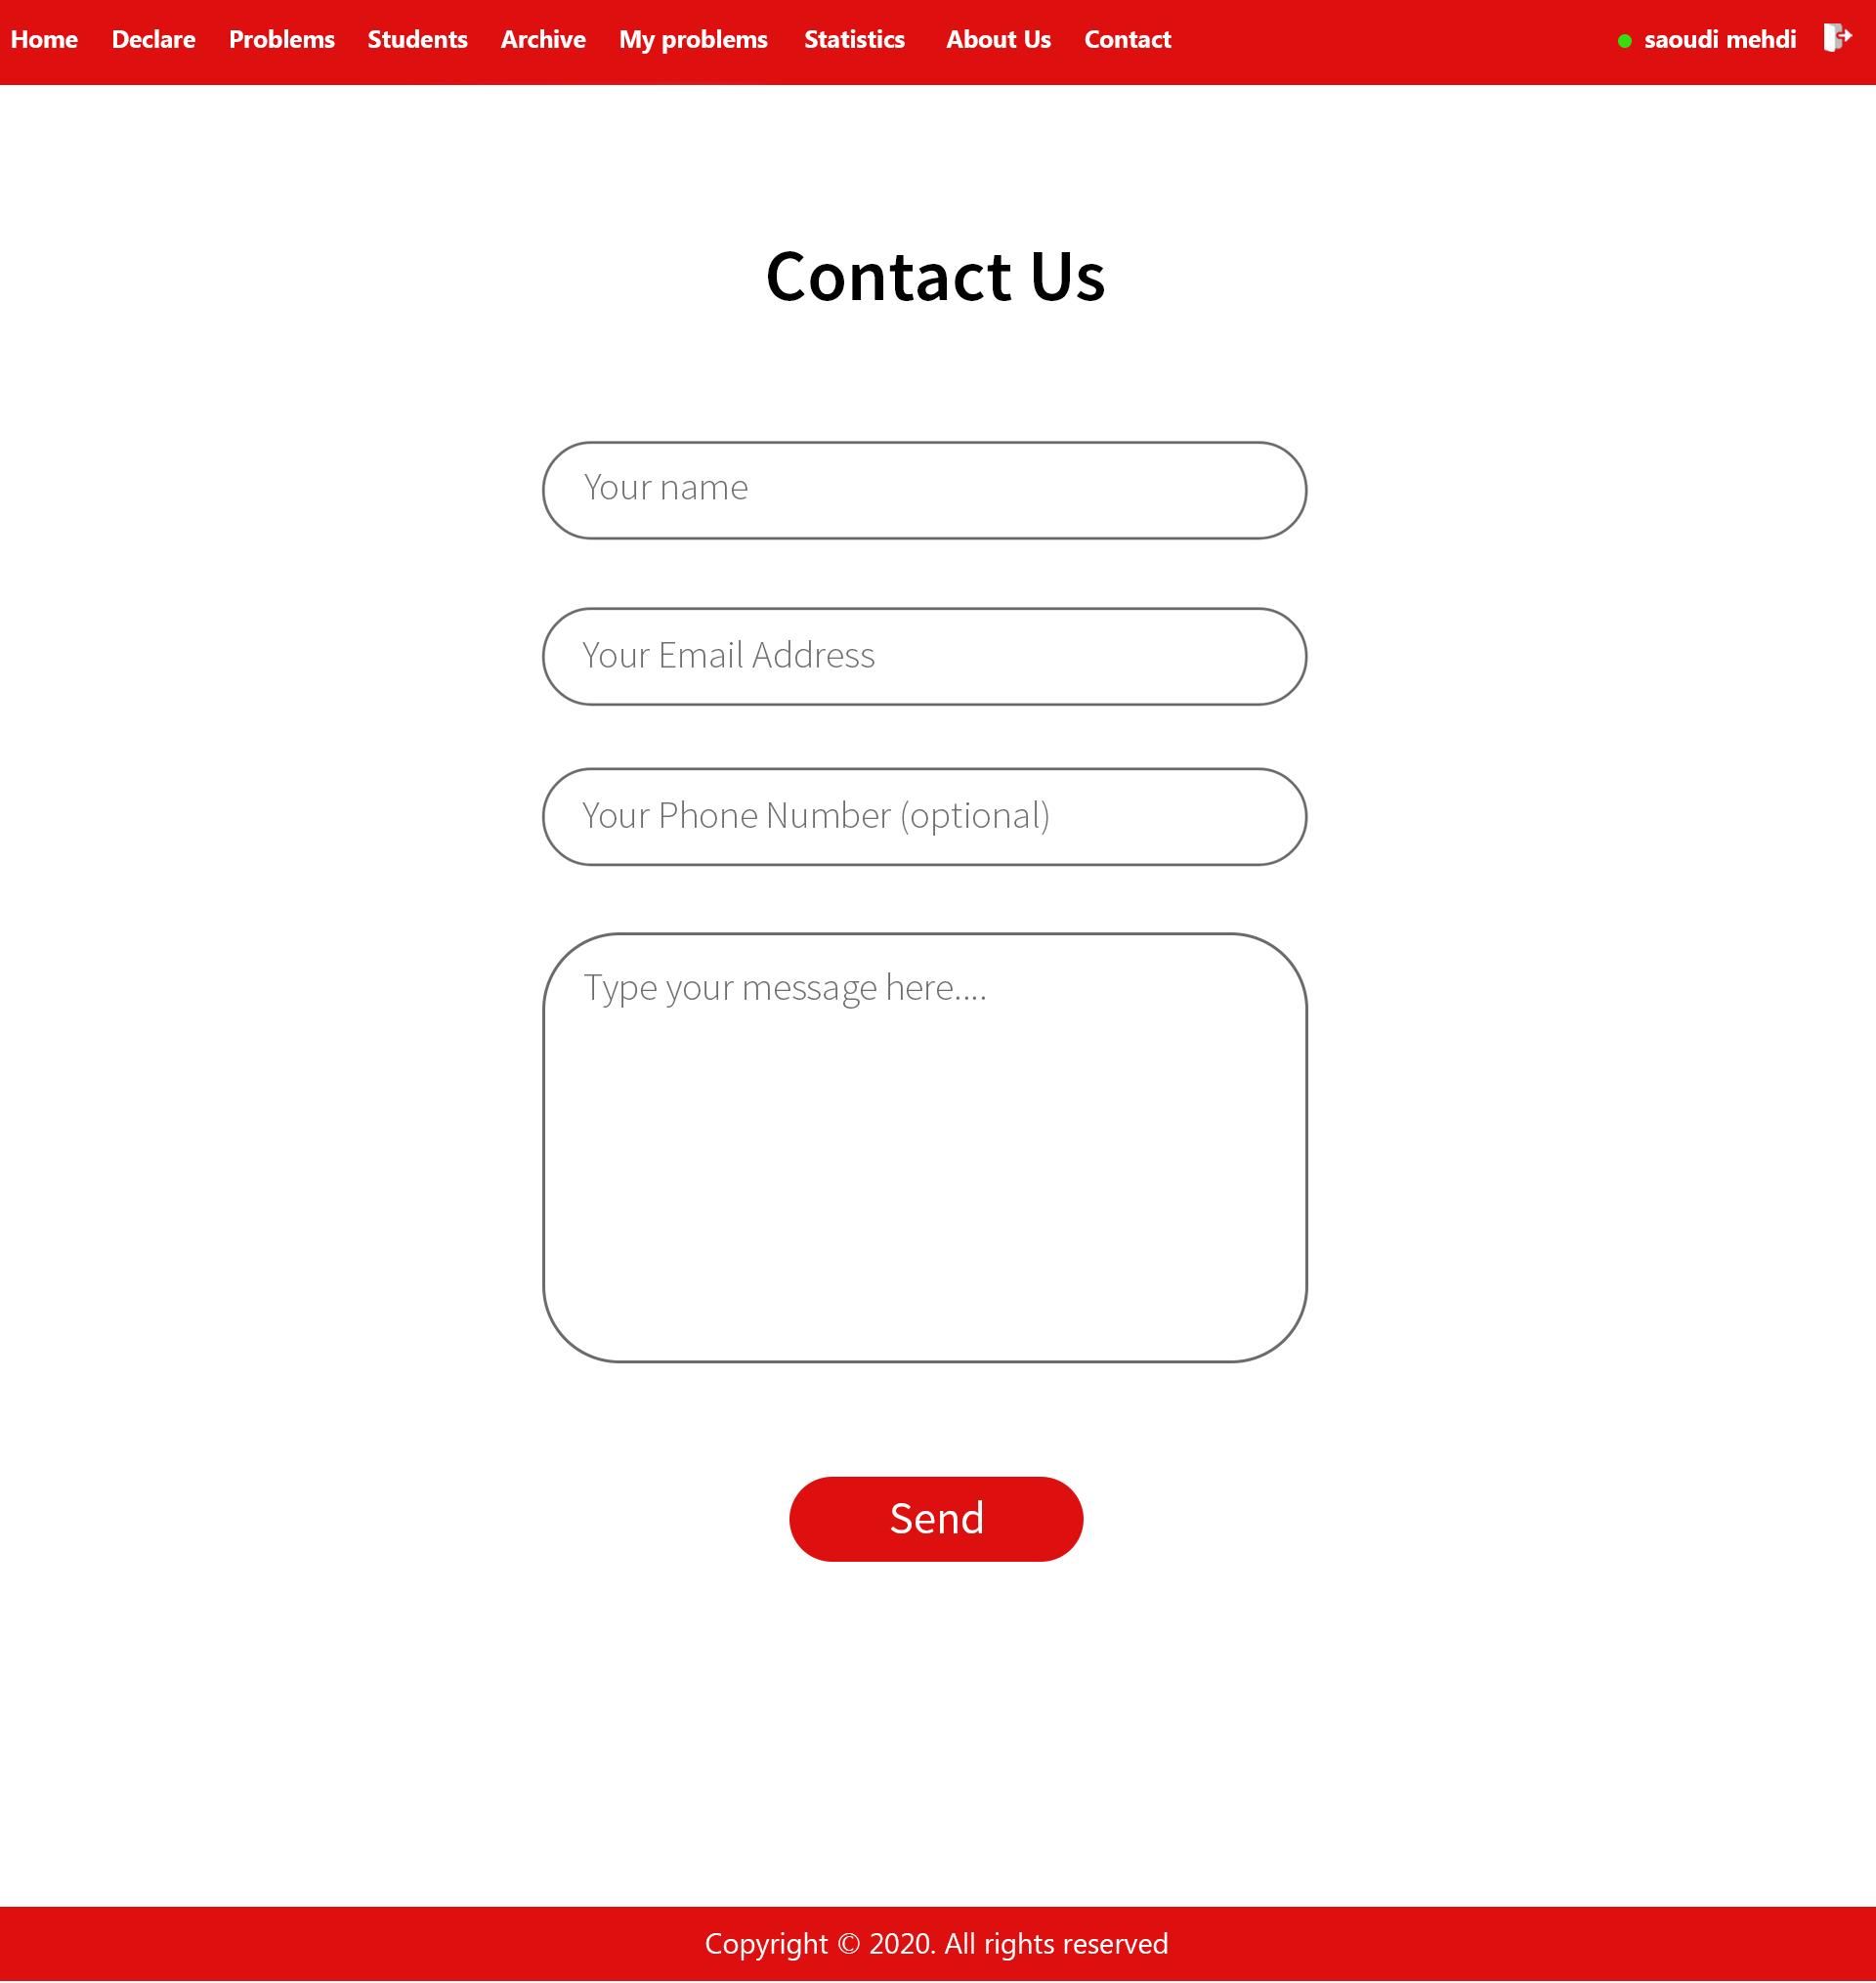 Home Declare Problems Students Archive My problems Statistics About Us Contact saoudi mehdi
Contact Us
Your name
Your Email Address
Your Phone Number (optional)
Type your message here....
Send
Copyright © 2020. All rights reserved